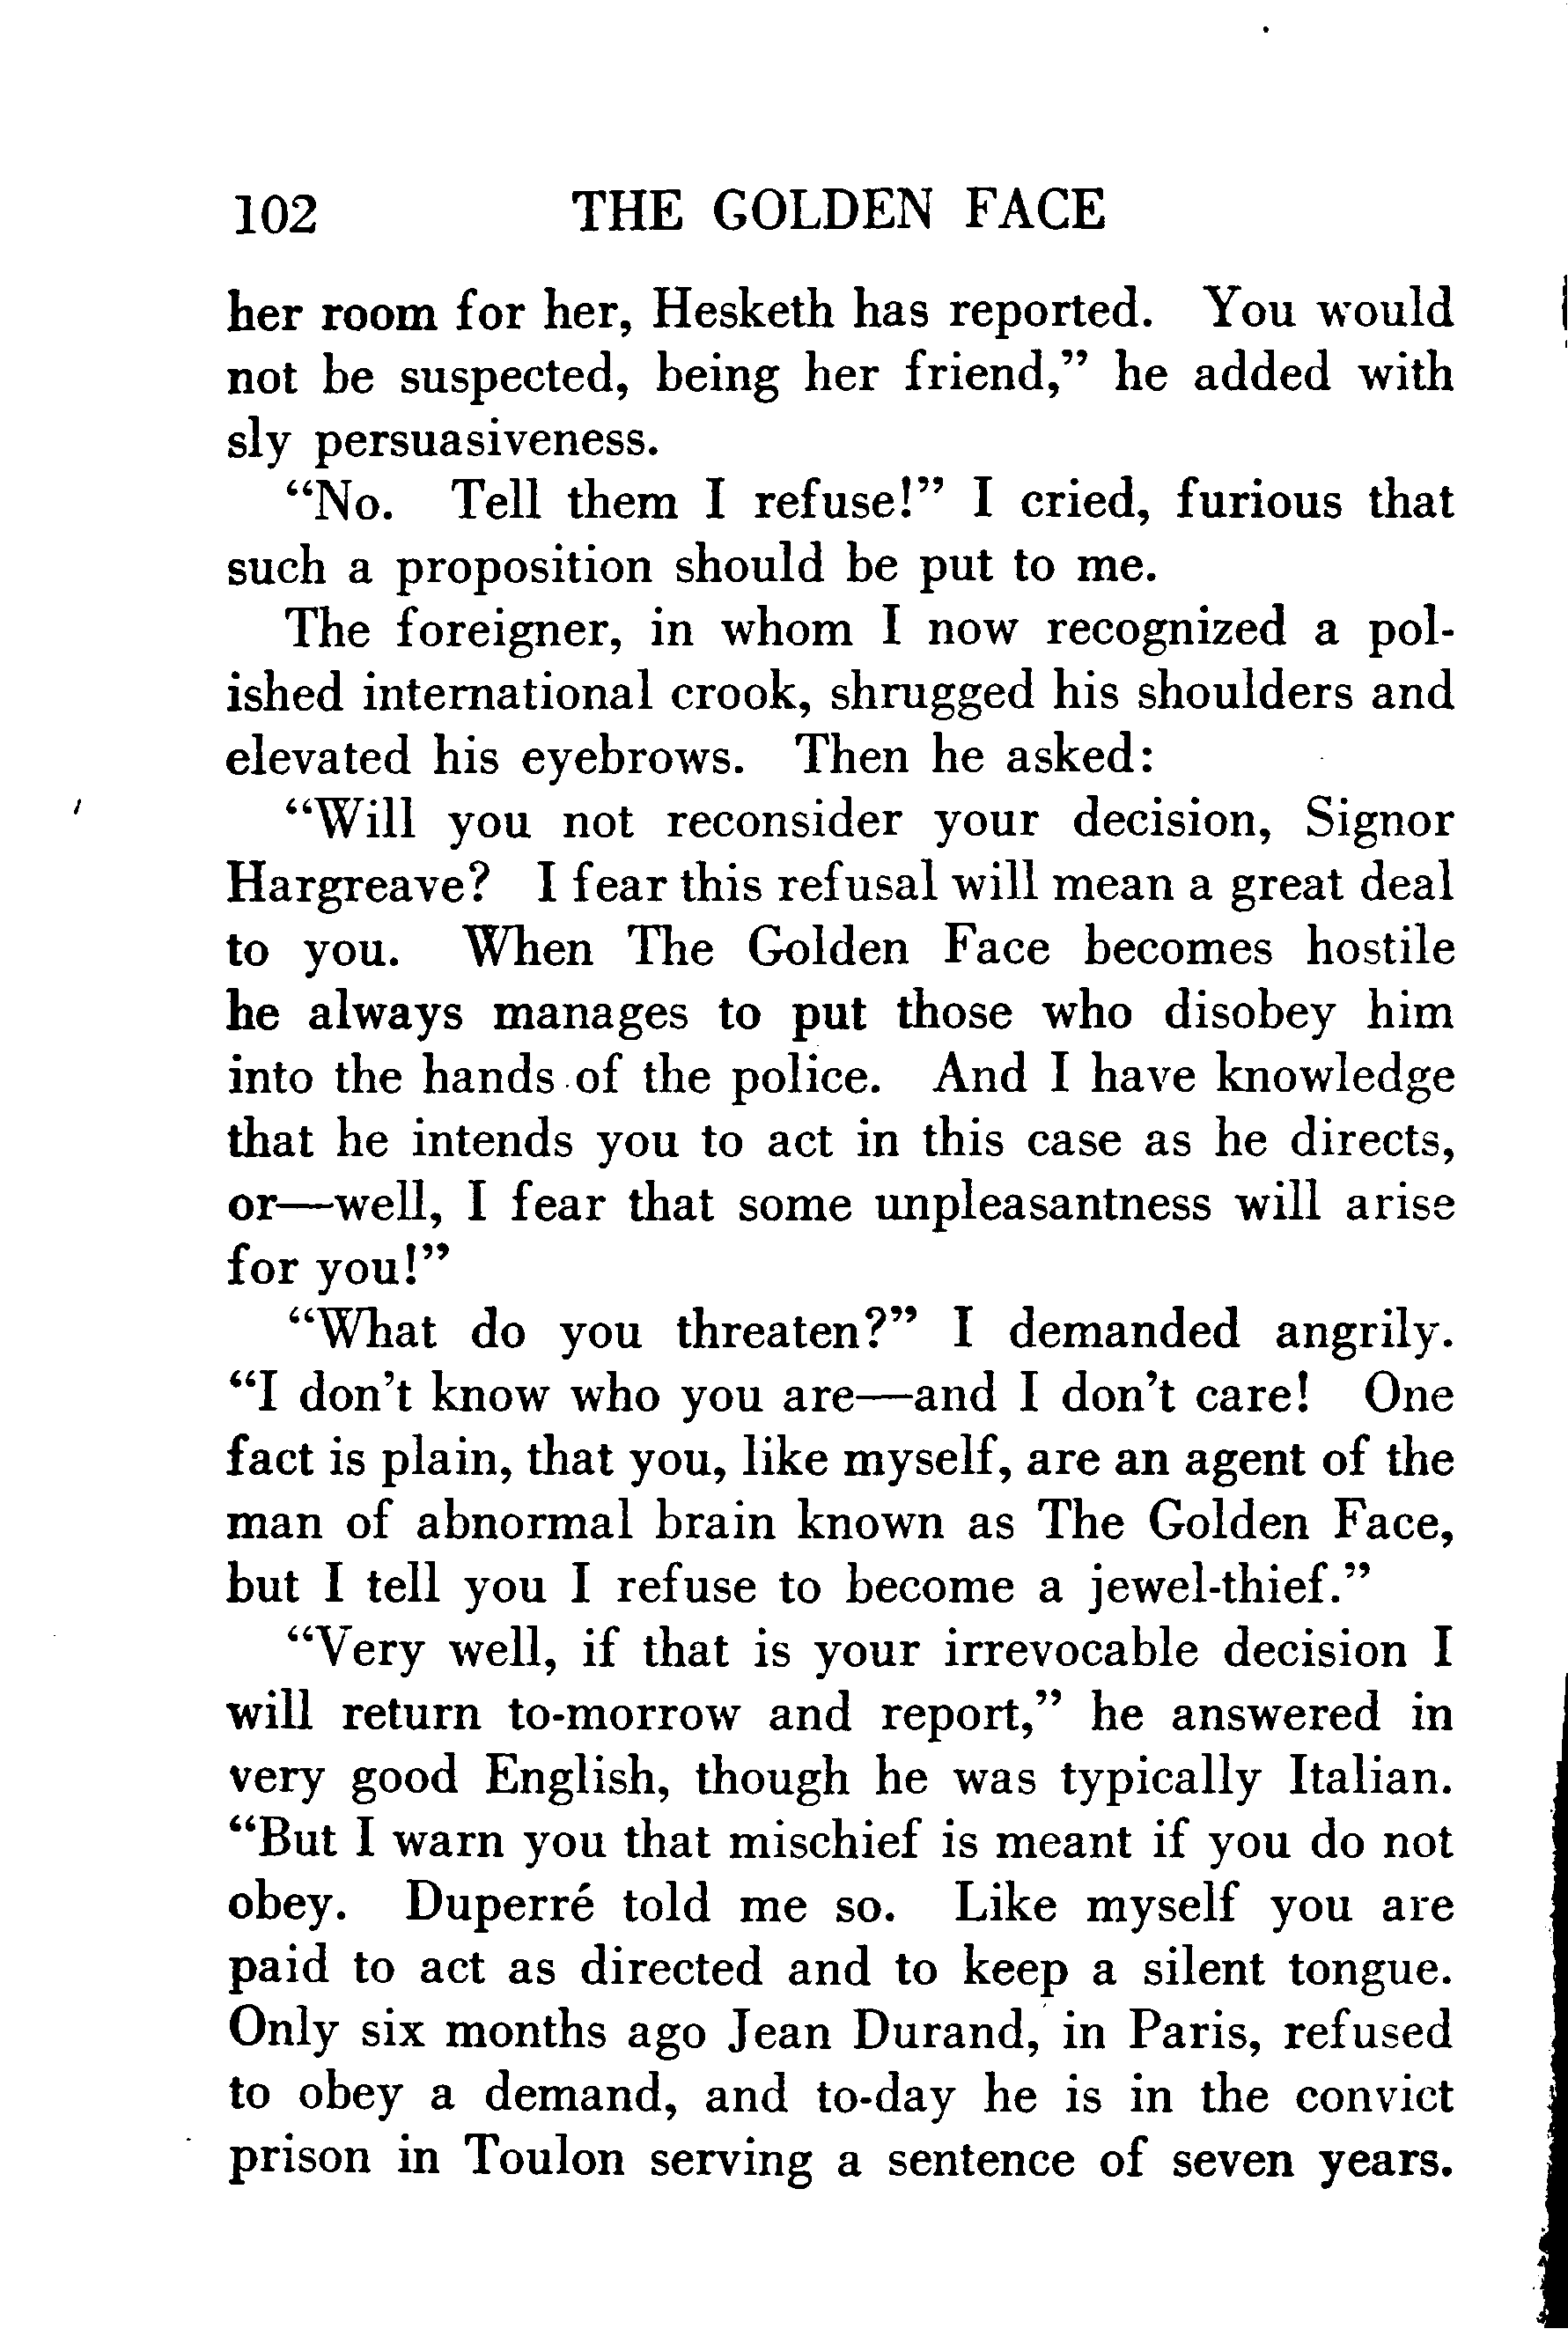 102 THE GOLDEN FACE
her room for her, Hesketh has reported. You would
not be suspected, being her friend,” he added with
sly persuasiveness.
“No. Tell them I refuse!” I cried, furious that
such a proposition should be put to me.
The foreigner, in whom I now recognized a pol-
ished international crook, shrugged his shoulders and
elevated his eyebrows. Then he asked:
“Will you not reconsider your decision, Signor
Hargreave? I fear this refusal will mean a great deal
to you. When The Golden Face becomes hostile
he always manages to put those who disobey him
into the hands of the police. And I have knowledge
that he intends you to act in this case as he directs,
or—well, I fear that some unpleasantness will arise
for you!”
“What do you threaten?” I demanded angrily.
“I don't know who you are—and I don't care! One
fact is plain, that you, like myself, are an agent of the
man of abnormal brain known as The Golden Face,
but I tell you I refuse to become a jewel-thief.”
“Very well, if that is your irrevocable decision I
will return to-morrow and report,” he answered in
very good English, though he was typically Italian.
“But I warn you that mischief is meant if you do not
obey. Duperré told me so. Like myself you are
paid to act as directed and to keep a silent tongue.
Only six months ago Jean Durand, in Paris, refused
to obey a demand, and to-day he is in the convict
prison in Toulon serving a sentence of seven years.